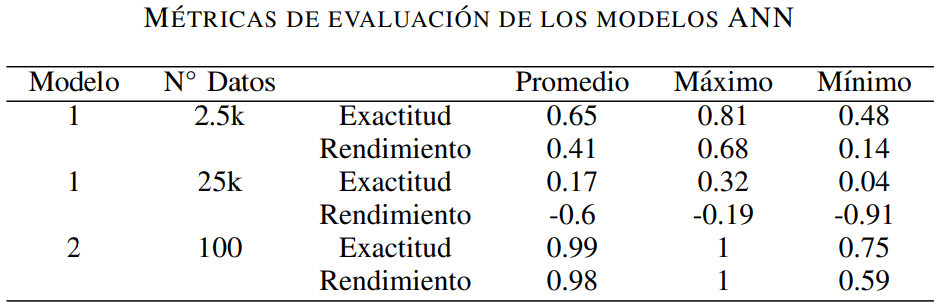 MÉTRICAS DE EVALUACIÓN DE LOS MODELOS ANN
Modelo N° Datos Promedio Máximo Mínimo
1 2.5k Exactitud 0.65 0.81 0.48
Rendimiento 0.41 0.68 0.14
1 25k Exactitud 0.17 0.32 0.04
Rendimiento -0.6 -0.19 -0.91
2 100 Exactitud 0.99 1 0.75
Rendimiento 0.98 1 0.59